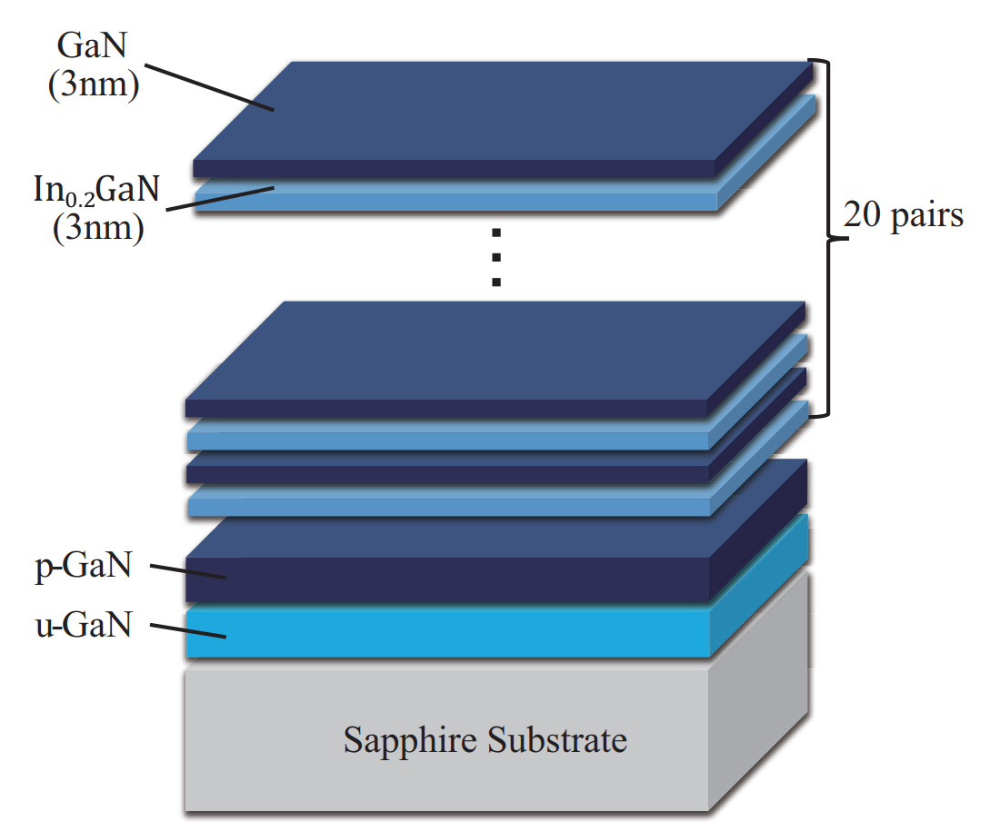 GaN
(3nm)
In₀.₂GaN
(3nm)
20 pairs
p-GaN
u-GaN
Sapphire Substrate